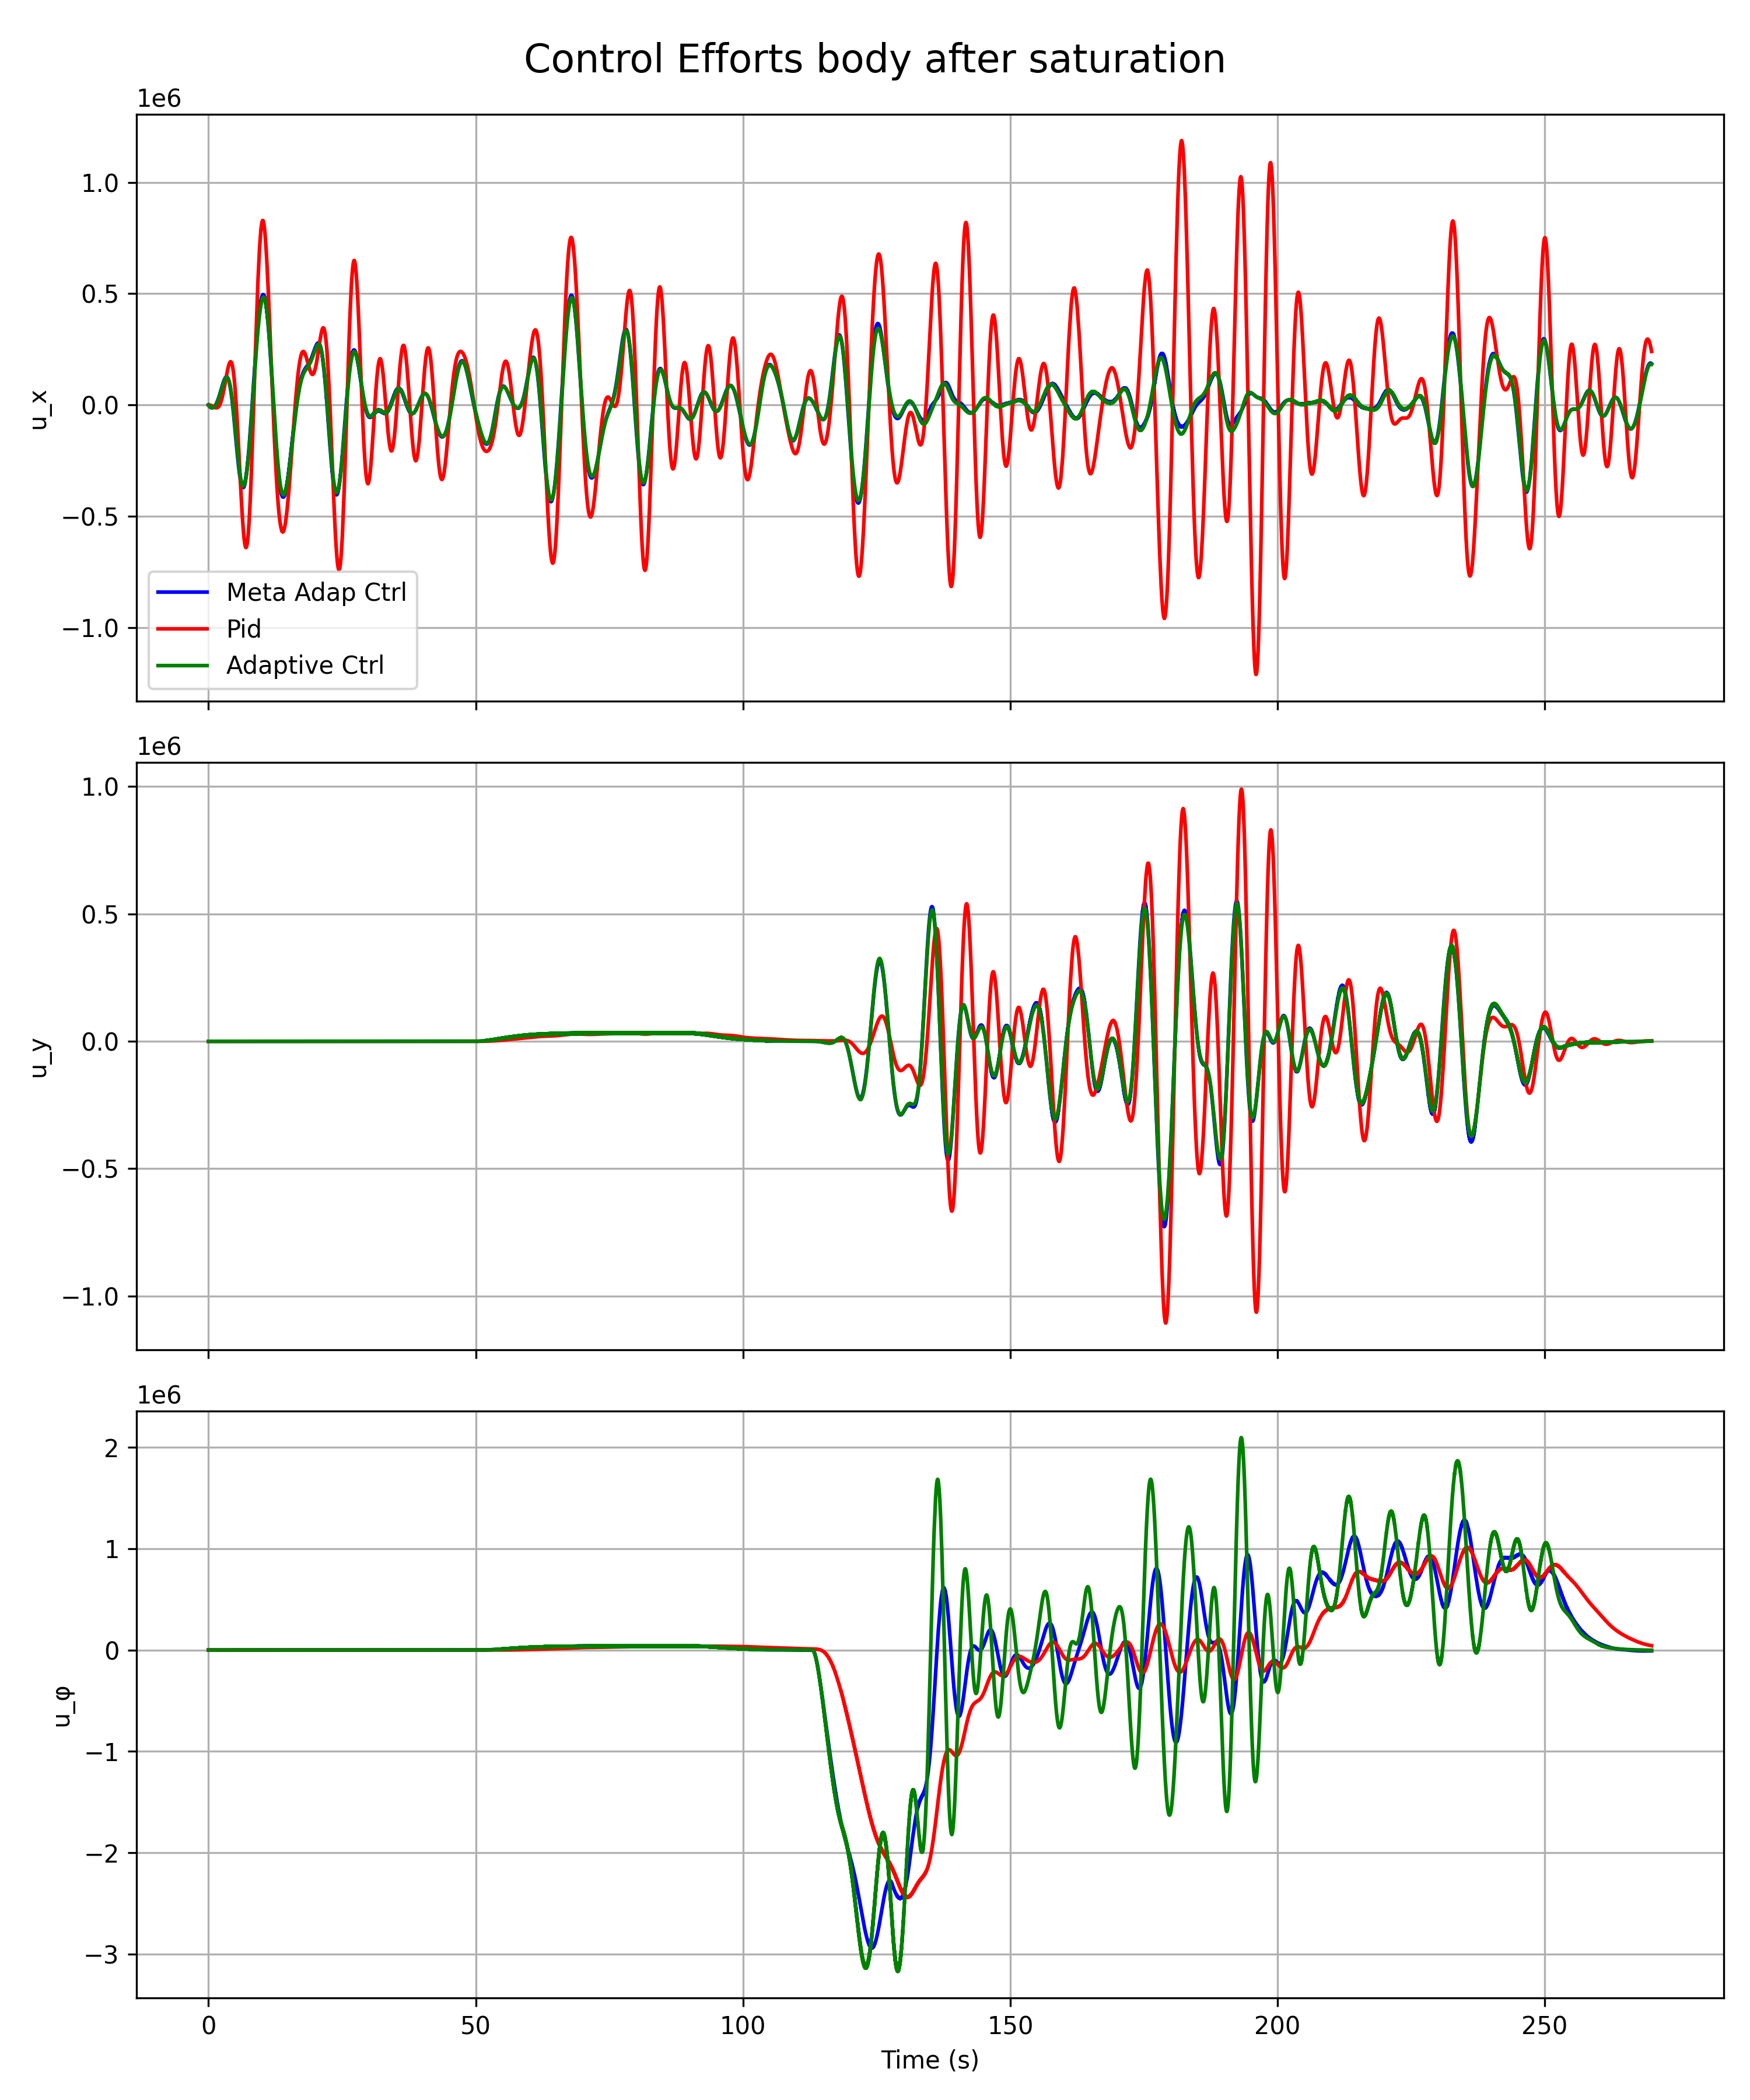 Control Efforts body after saturation
1e6
1.0
0.5
0.0
−0.5
−1.0
u_x
Meta Adap Ctrl
Pid
Adaptive Ctrl
1e6
1.0
0.5
0.0
−0.5
−1.0
u_y
1e6
2
1
0
−1
−2
−3
u_φ
0 50 100 150 200 250
Time (s)